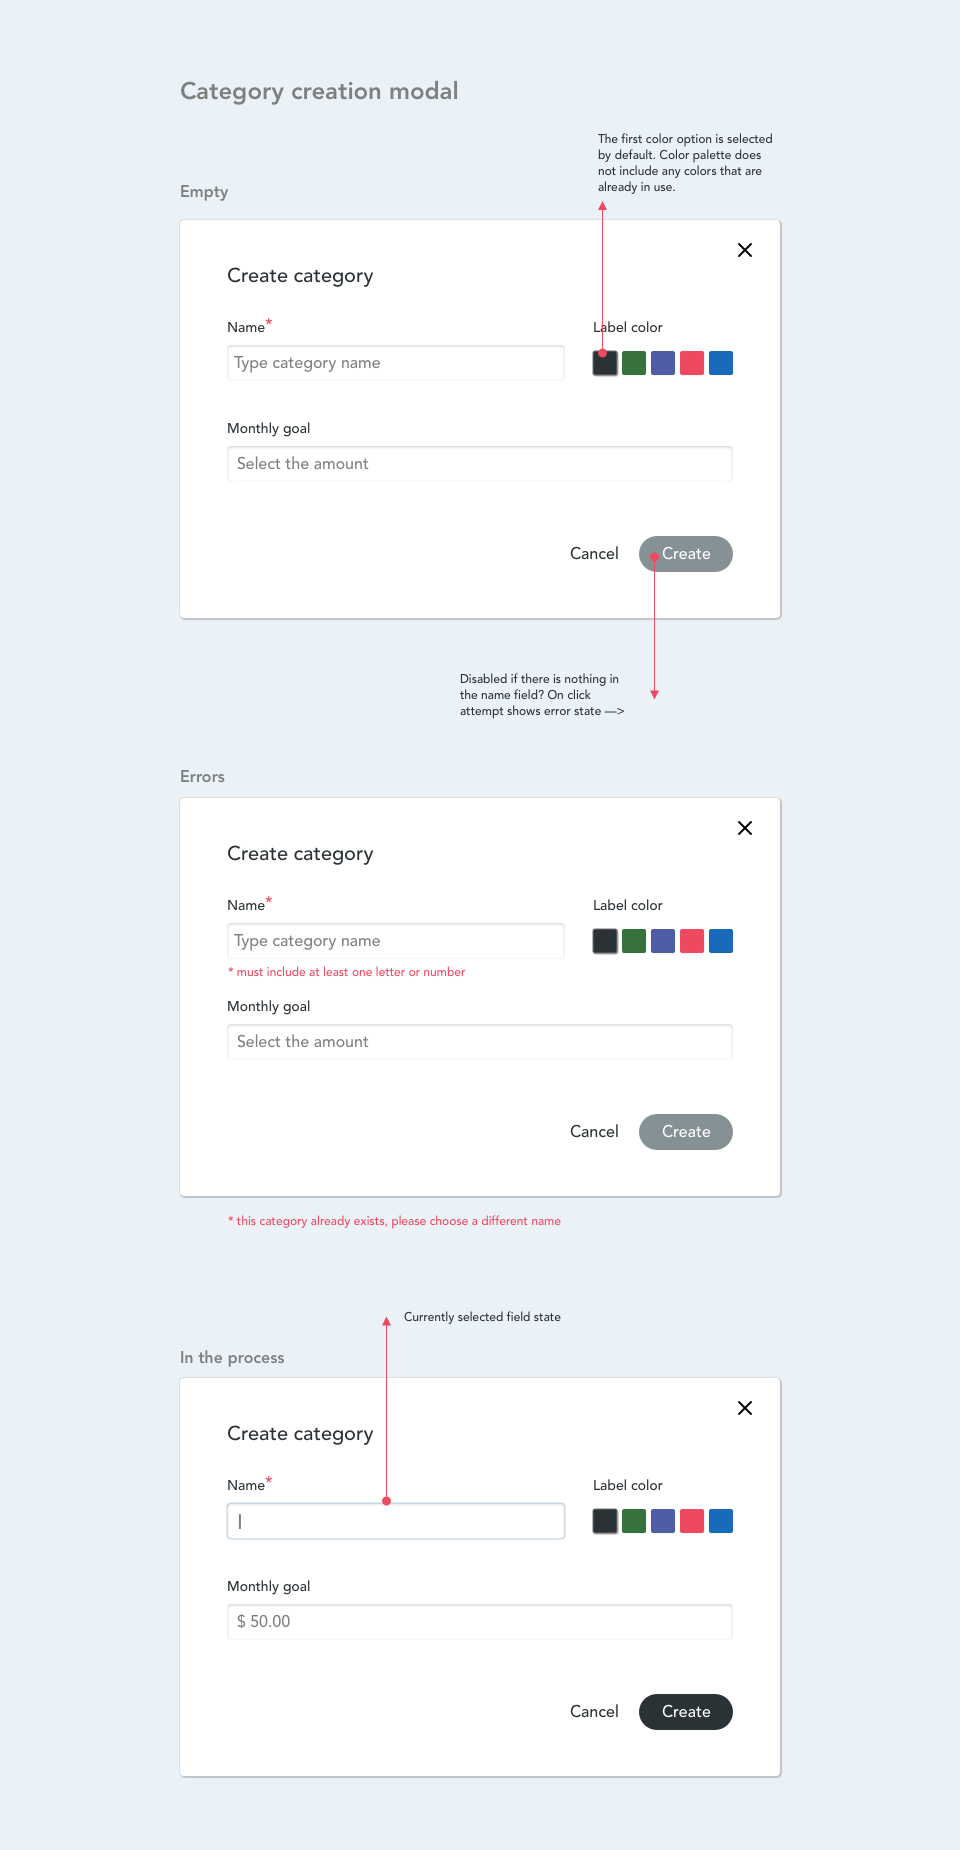 Category creation modal
The first color option is selected
by default. Color palette does
not include any colors that are
already in use.
Empty
Create category
Name*
Label color
Type category name
Monthly goal
Select the amount
Cancel
Create
Disabled if there is nothing in
the name field? On click
attempt shows error state —>
Errors
Create category
Name*
Label color
Type category name
* must include at least one letter or number
Monthly goal
Select the amount
Cancel
Create
* this category already exists, please choose a different name
Currently selected field state
In the process
Create category
Name*
Label color
Monthly goal
$ 50.00
Cancel
Create